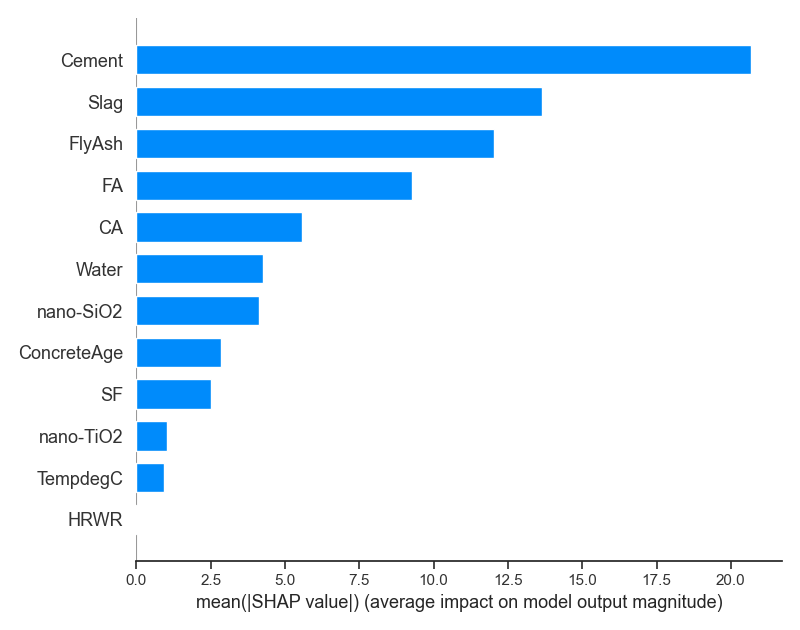 Cement
Slag
FlyAsh
FA
CA
Water
nano-SiO2
ConcreteAge
SF
nano-TiO2
TempdegC
HRWR
0.0 2.5 5.0 7.5 10.0 12.5 15.0 17.5 20.0
mean(|SHAP value|) (average impact on model output magnitude)